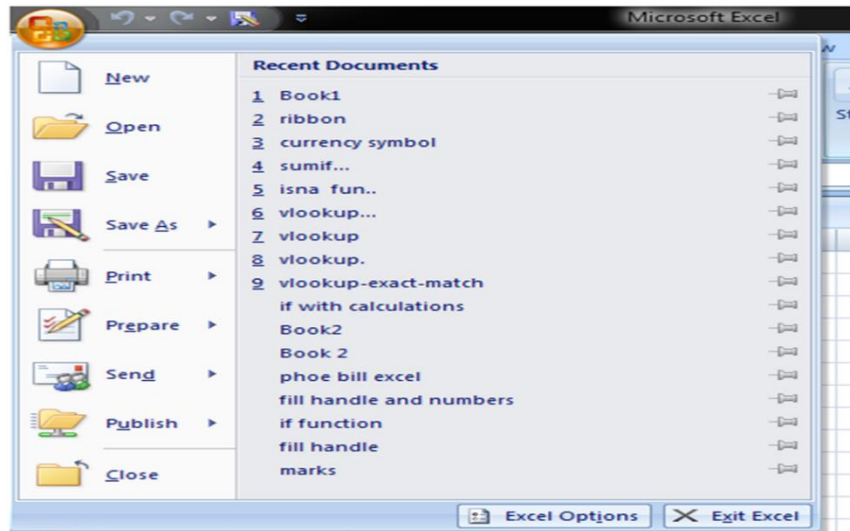 Microsoft Excel
New
Open
Save
Save As
Print
Prepare
Send
Publish
Close
Recent Documents
1 Book1
2 ribbon
3 currency symbol
4 sumif...
5 isna fun..
6 vlookup...
7 vlookup
8 vlookup.
9 vlookup-exact-match
if with calculations
Book2
Book 2
phoe bill excel
fill handle and numbers
if function
fill handle
marks
Excel Options
Exit Excel